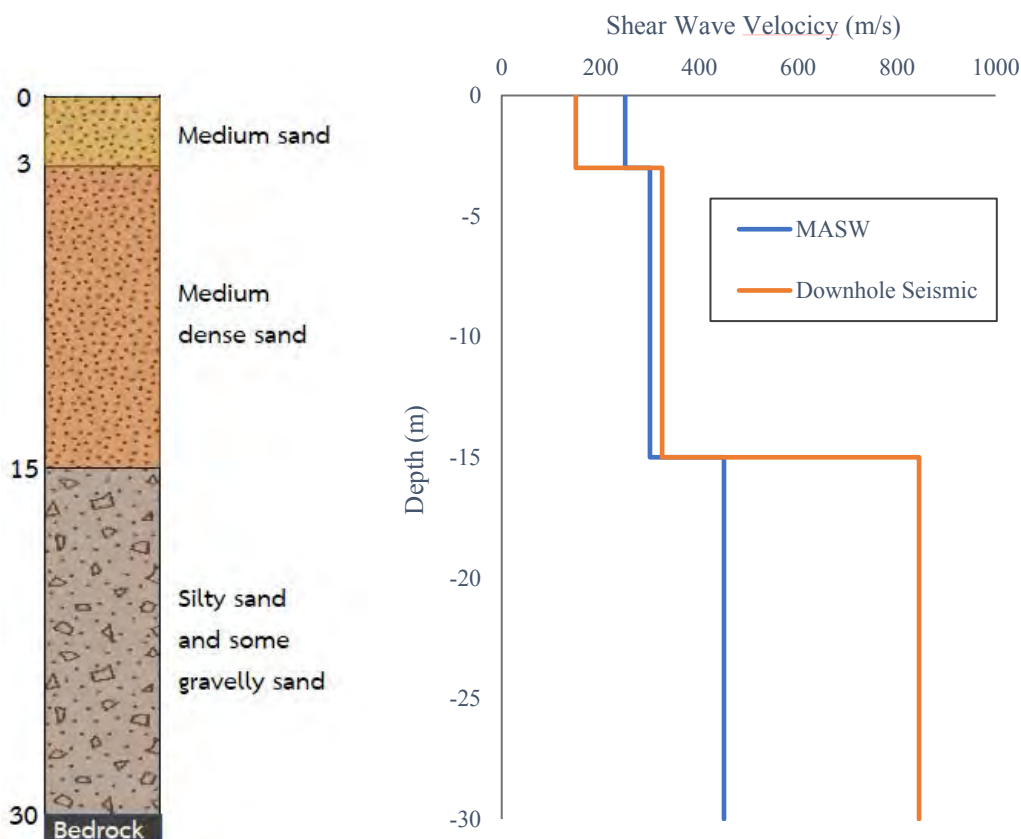 0
Medium sand
3
Medium
dense sand
15
Silty sand
and some
gravelly sand
30
Bedrock
Shear Wave Velocicy (m/s)
0 200 400 600 800 1000
0
-5
-10
-15
-20
-25
-30
Depth (m)
MASW
Downhole Seismic